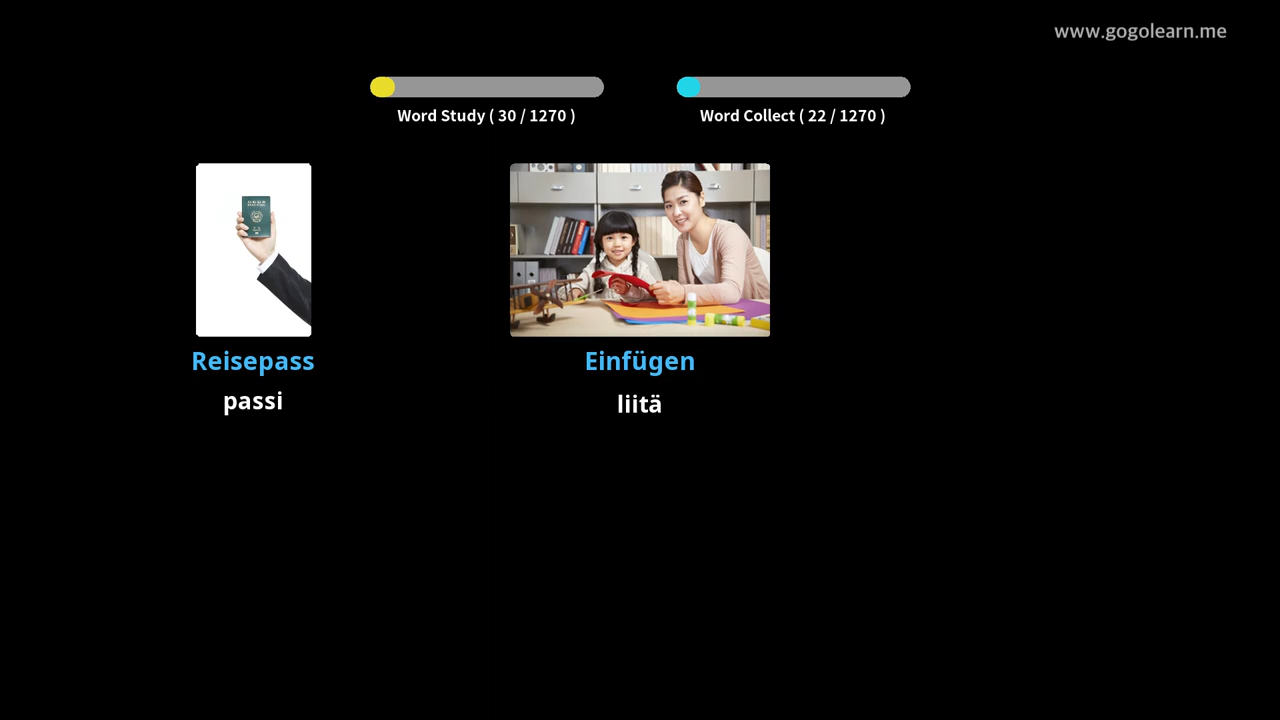 www.gogolearn.me
Word Study ( 30 / 1270 )
Word Collect ( 22 / 1270 )
Reisepass
passi
Einfügen
liitä